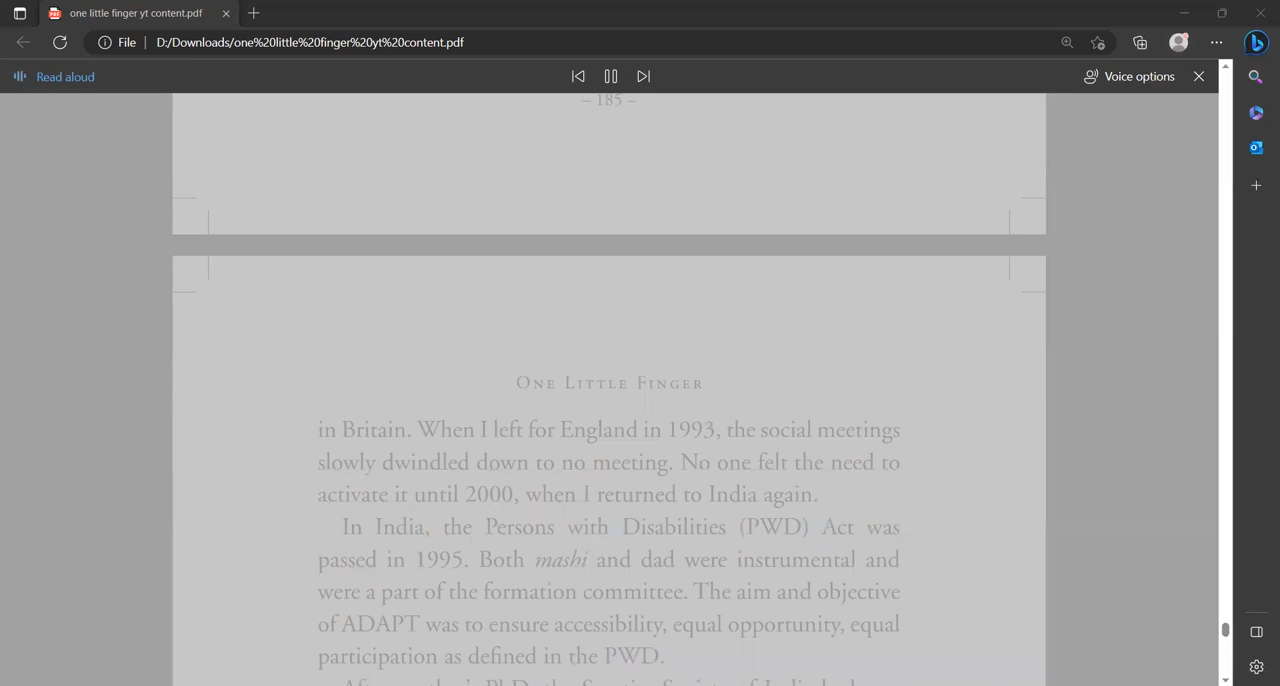 one little finger yt content.pdf
File
D:/Downloads/one%20little%20finger%20yt%20content.pdf
Read aloud
Voice options
– 185 –
One Little Finger
in Britain. When I left for England in 1993, the social meetings
slowly dwindled down to no meeting. No one felt the need to
activate it until 2000, when I returned to India again.
In India, the Persons with Disabilities (PWD) Act was
passed in 1995. Both mashi and dad were instrumental and
were a part of the formation committee. The aim and objective
of ADAPT was to ensure accessibility, equal opportunity, equal
participation as defined in the PWD.